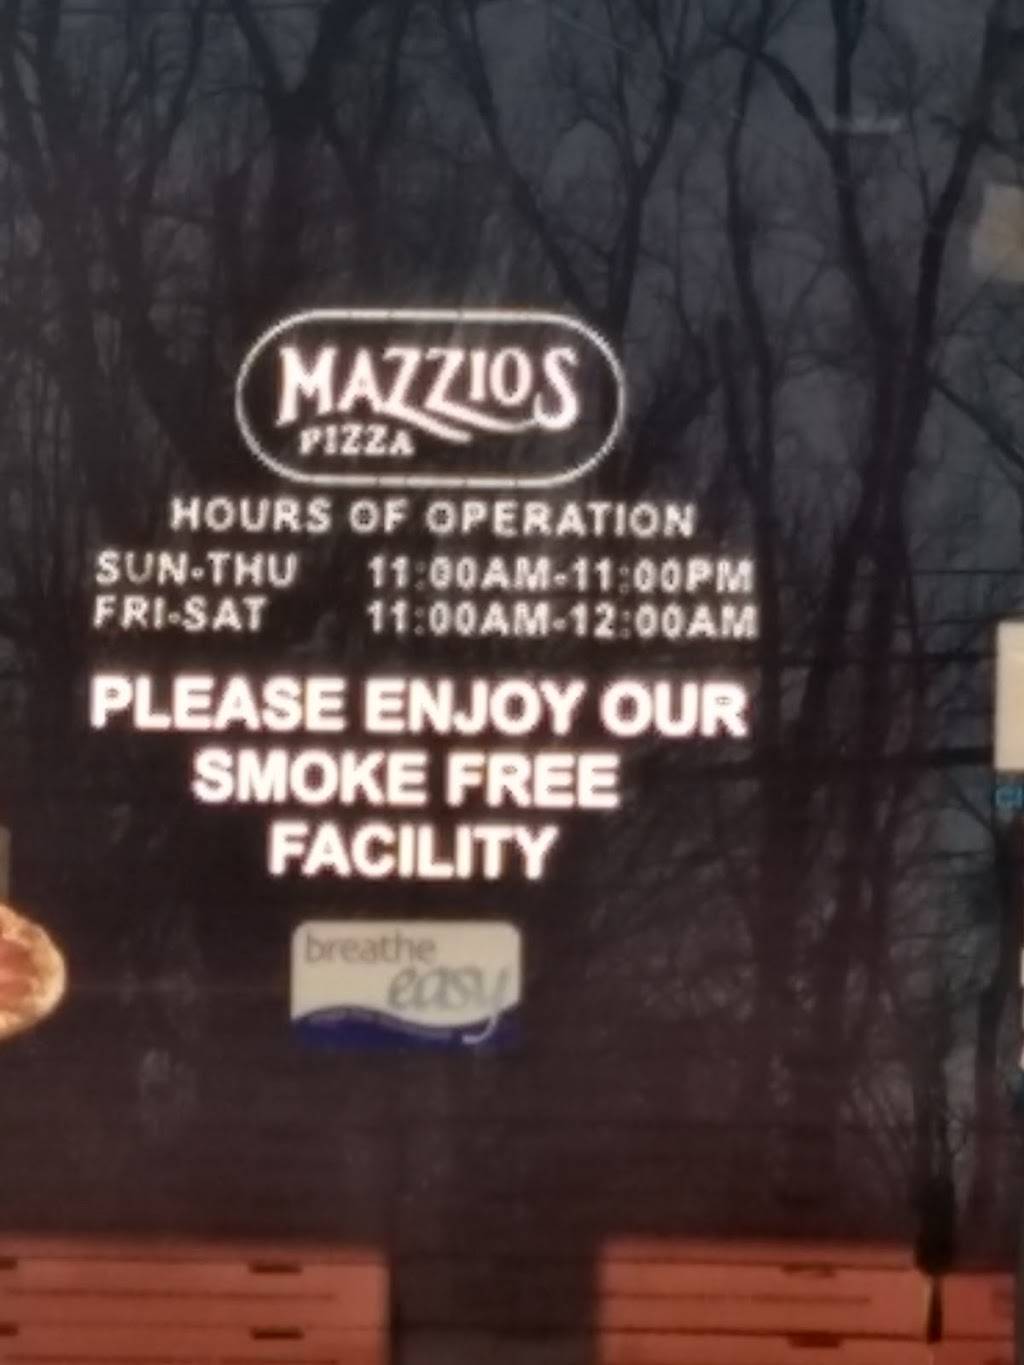 MAZZIOS
PIZZA
HOURS OF OPERATION
SUN-THU 11:00AM-11:00PM
FRI-SAT 11:00AM-12:00AM
PLEASE ENJOY OUR
SMOKE FREE
FACILITY
breathe
easy